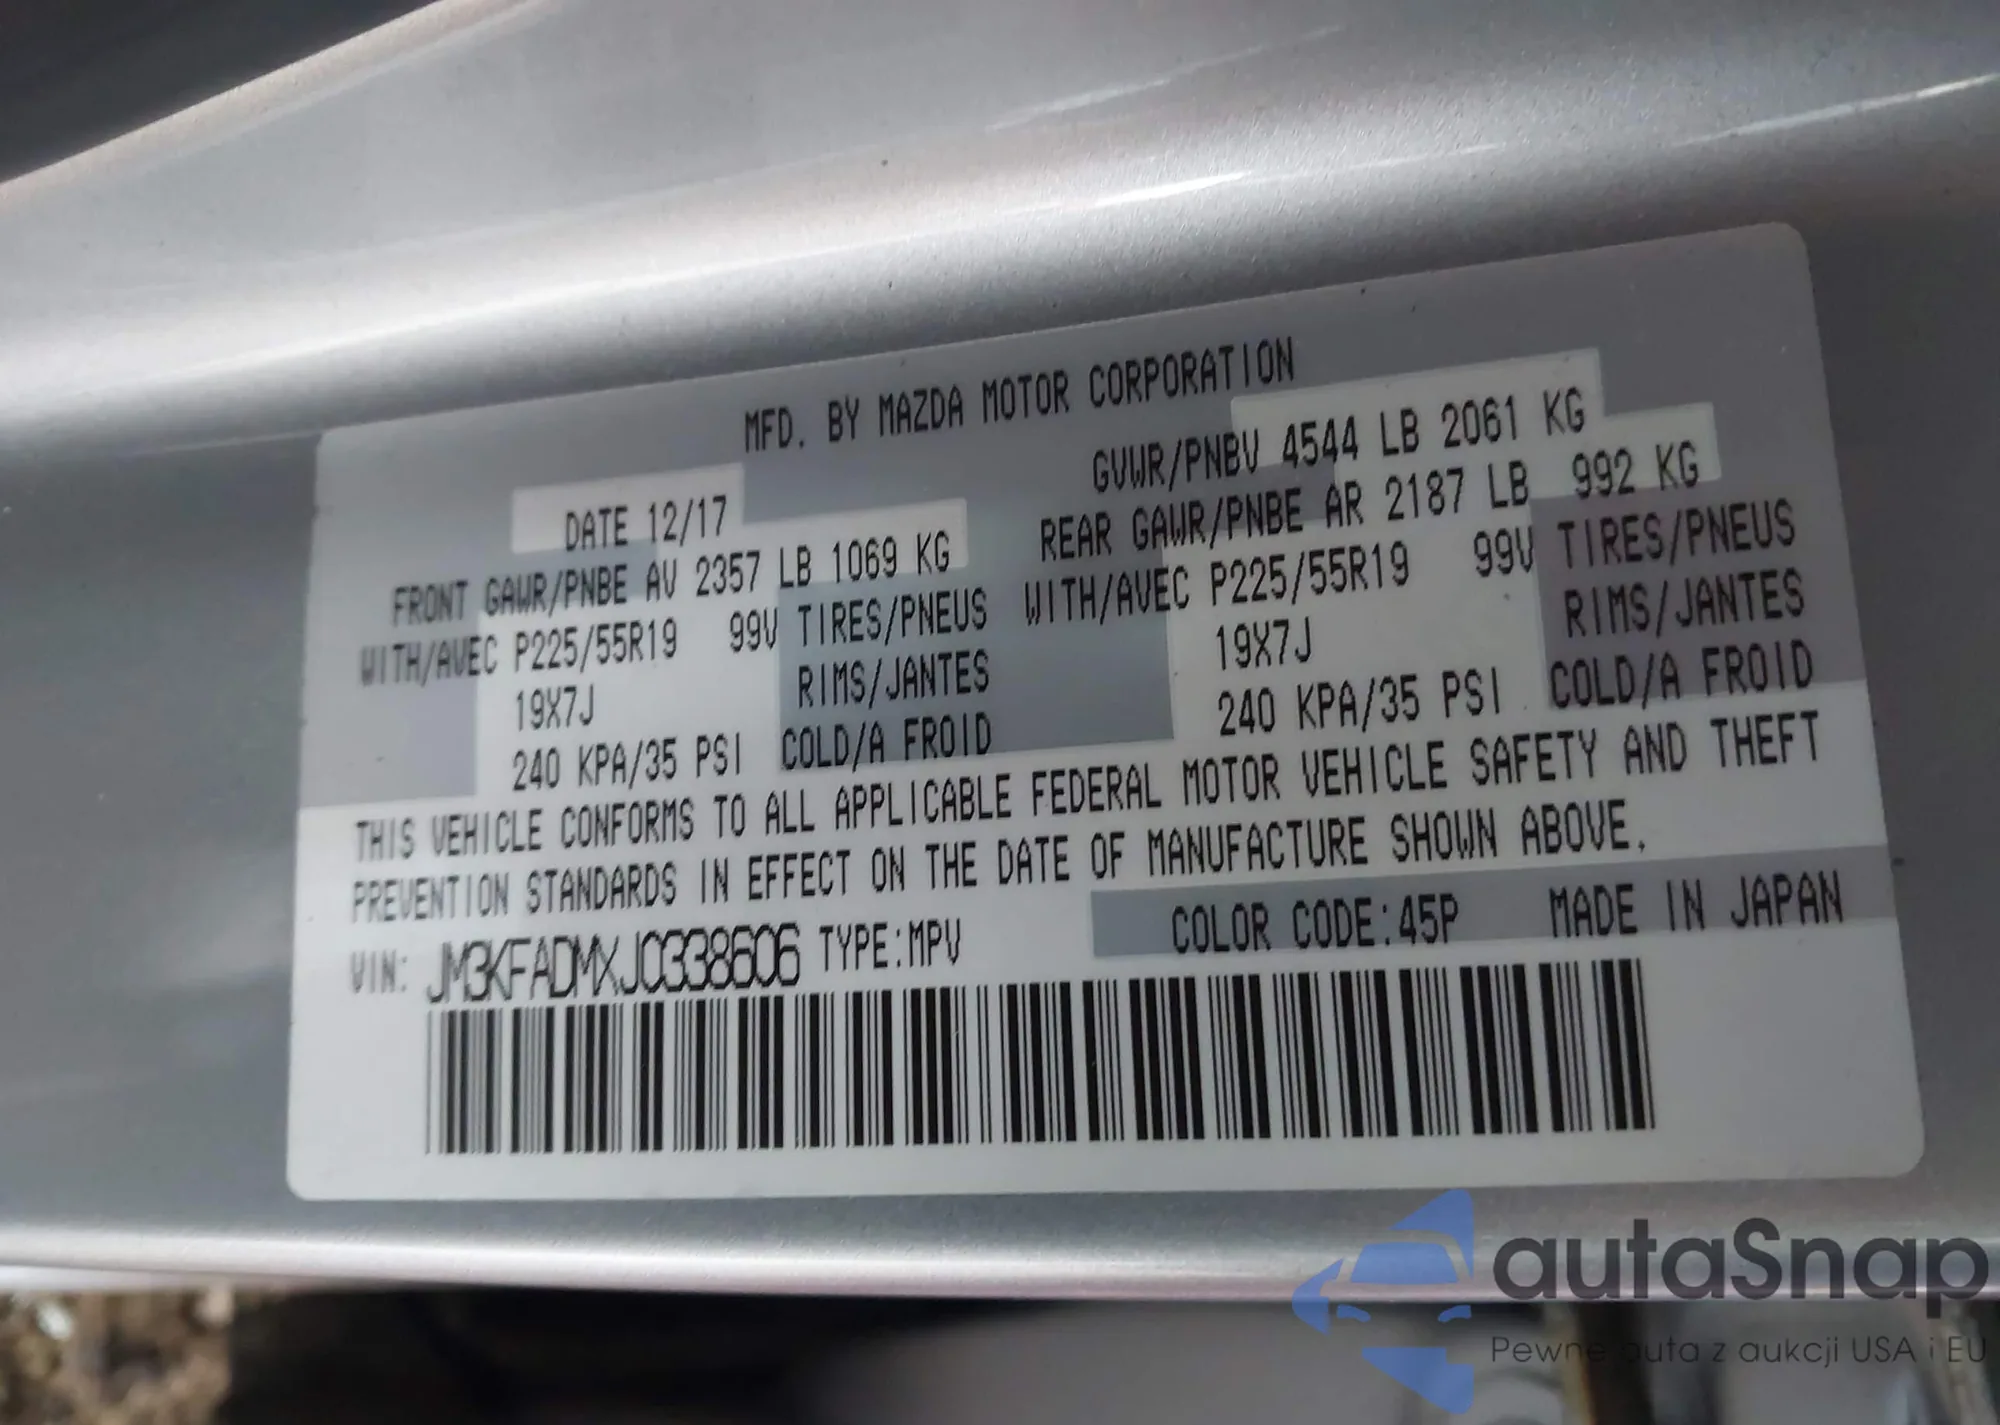 MFD. BY MAZDA MOTOR CORPORATION
DATE 12/17
GVWR/PNBV 4544 LB 2061 KG
FRONT GAWR/PNBE AV 2357 LB 1069 KG
REAR GAWR/PNBE AR 2187 LB 992 KG
WITH/AVEC P225/55R19 99V TIRES/PNEUS
WITH/AVEC P225/55R19 99V TIRES/PNEUS
19X7J RIMS/JANTES
19X7J RIMS/JANTES
240 KPA/35 PSI COLD/A FROID
240 KPA/35 PSI COLD/A FROID
THIS VEHICLE CONFORMS TO ALL APPLICABLE FEDERAL MOTOR VEHICLE SAFETY AND THEFT
PREVENTION STANDARDS IN EFFECT ON THE DATE OF MANUFACTURE SHOWN ABOVE.
VIN: JM3KFADMXJ0338606 TYPE:MPV COLOR CODE:45P MADE IN JAPAN
autaSnap
Pewne auta z aukcji USA i EU